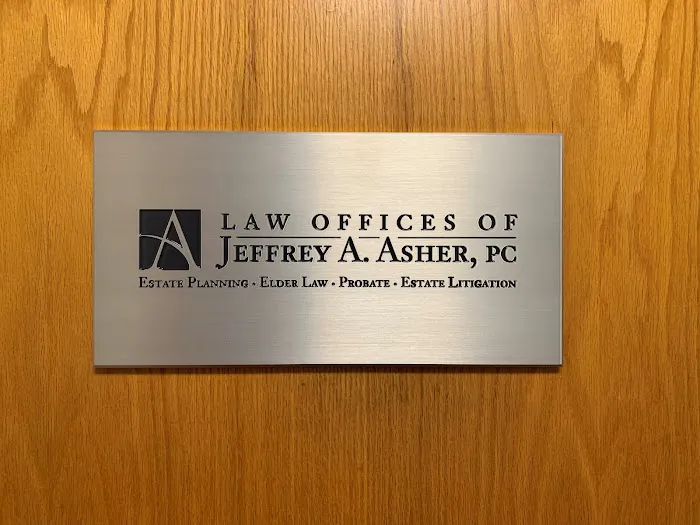 A
LAW OFFICES OF
JEFFREY A. ASHER, PC
ESTATE PLANNING · ELDER LAW · PROBATE · ESTATE LITIGATION